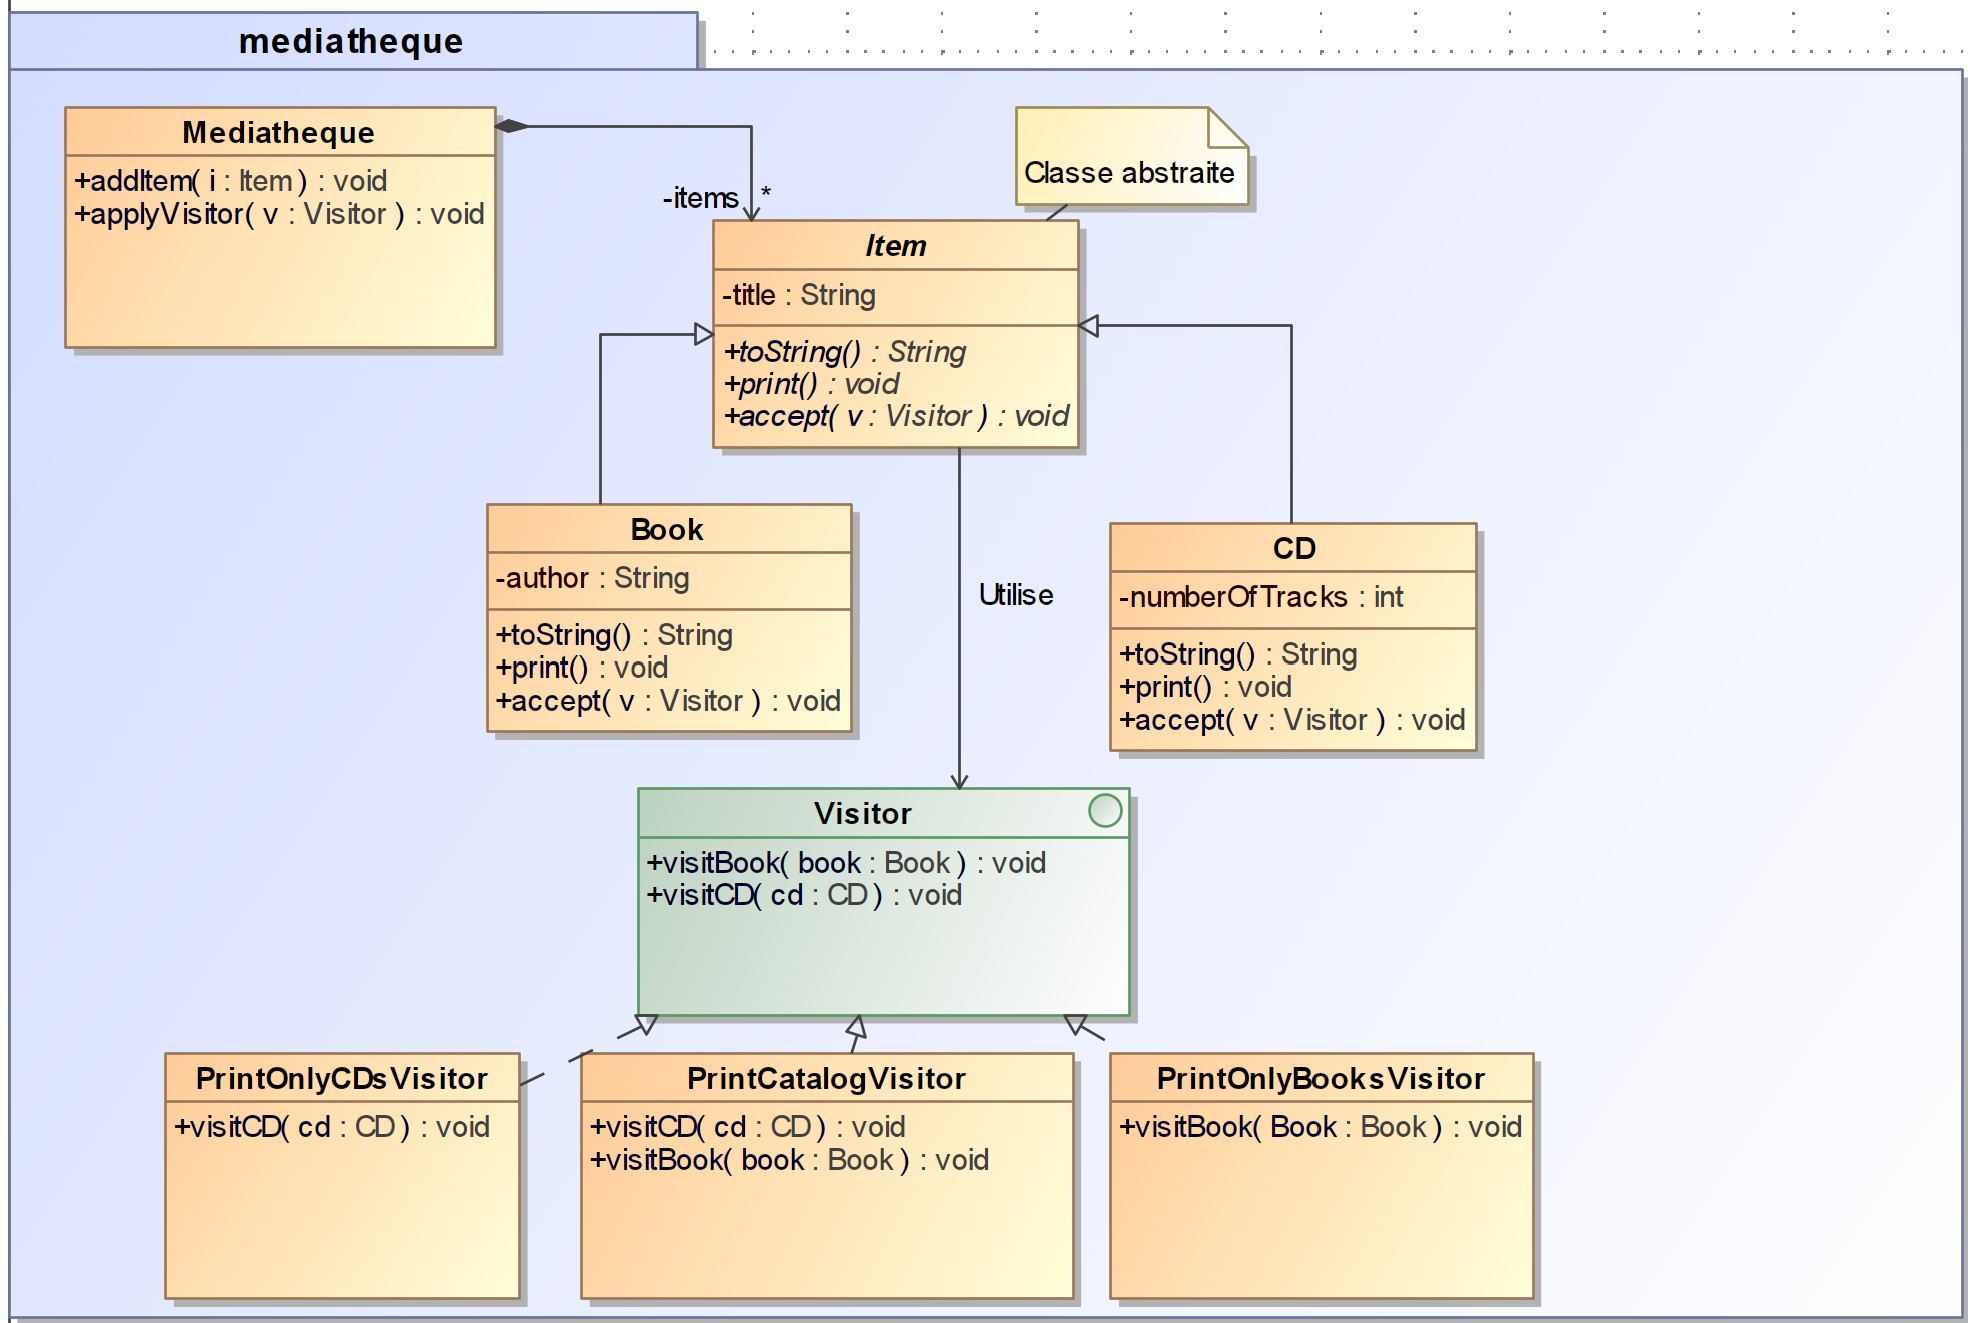 mediatheque
Mediatheque
+addItem( i : Item ) : void
+applyVisitor( v : Visitor ) : void
-items *
Classe abstraite
Item
-title : String
+toString() : String
+print() : void
+accept( v : Visitor ) : void
Book
-author : String
+toString() : String
+print() : void
+accept( v : Visitor ) : void
Utilise
CD
-numberOfTracks : int
+toString() : String
+print() : void
+accept( v : Visitor ) : void
Visitor
+visitBook( book : Book ) : void
+visitCD( cd : CD ) : void
PrintOnlyCDsVisitor
+visitCD( cd : CD ) : void
PrintCatalogVisitor
+visitCD( cd : CD ) : void
+visitBook( book : Book ) : void
PrintOnlyBooksVisitor
+visitBook( Book : Book ) : void